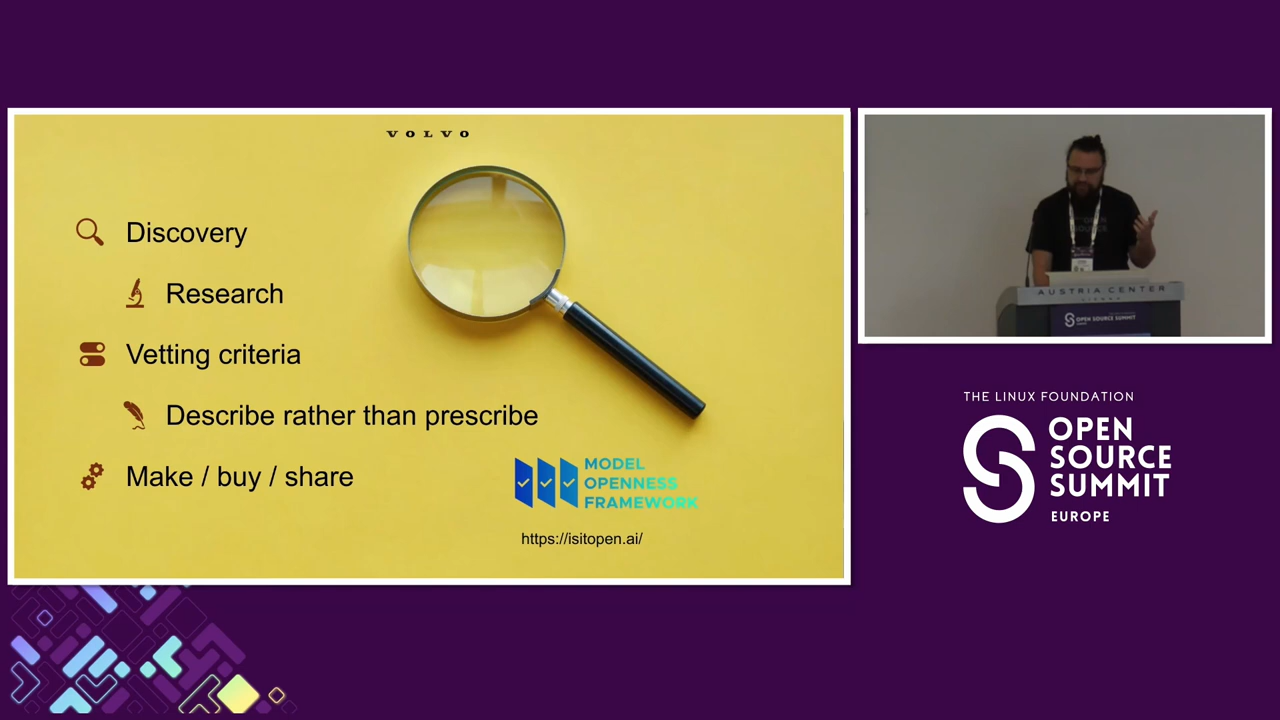 VOLVO
Discovery
Research
Vetting criteria
Describe rather than prescribe
Make / buy / share
MODEL
OPENNESS
FRAMEWORK
https://isitopen.ai/
AUSTRIA CENTER
OPEN SOURCE SUMMIT
THE LINUX FOUNDATION
OPEN
SOURCE
SUMMIT
EUROPE